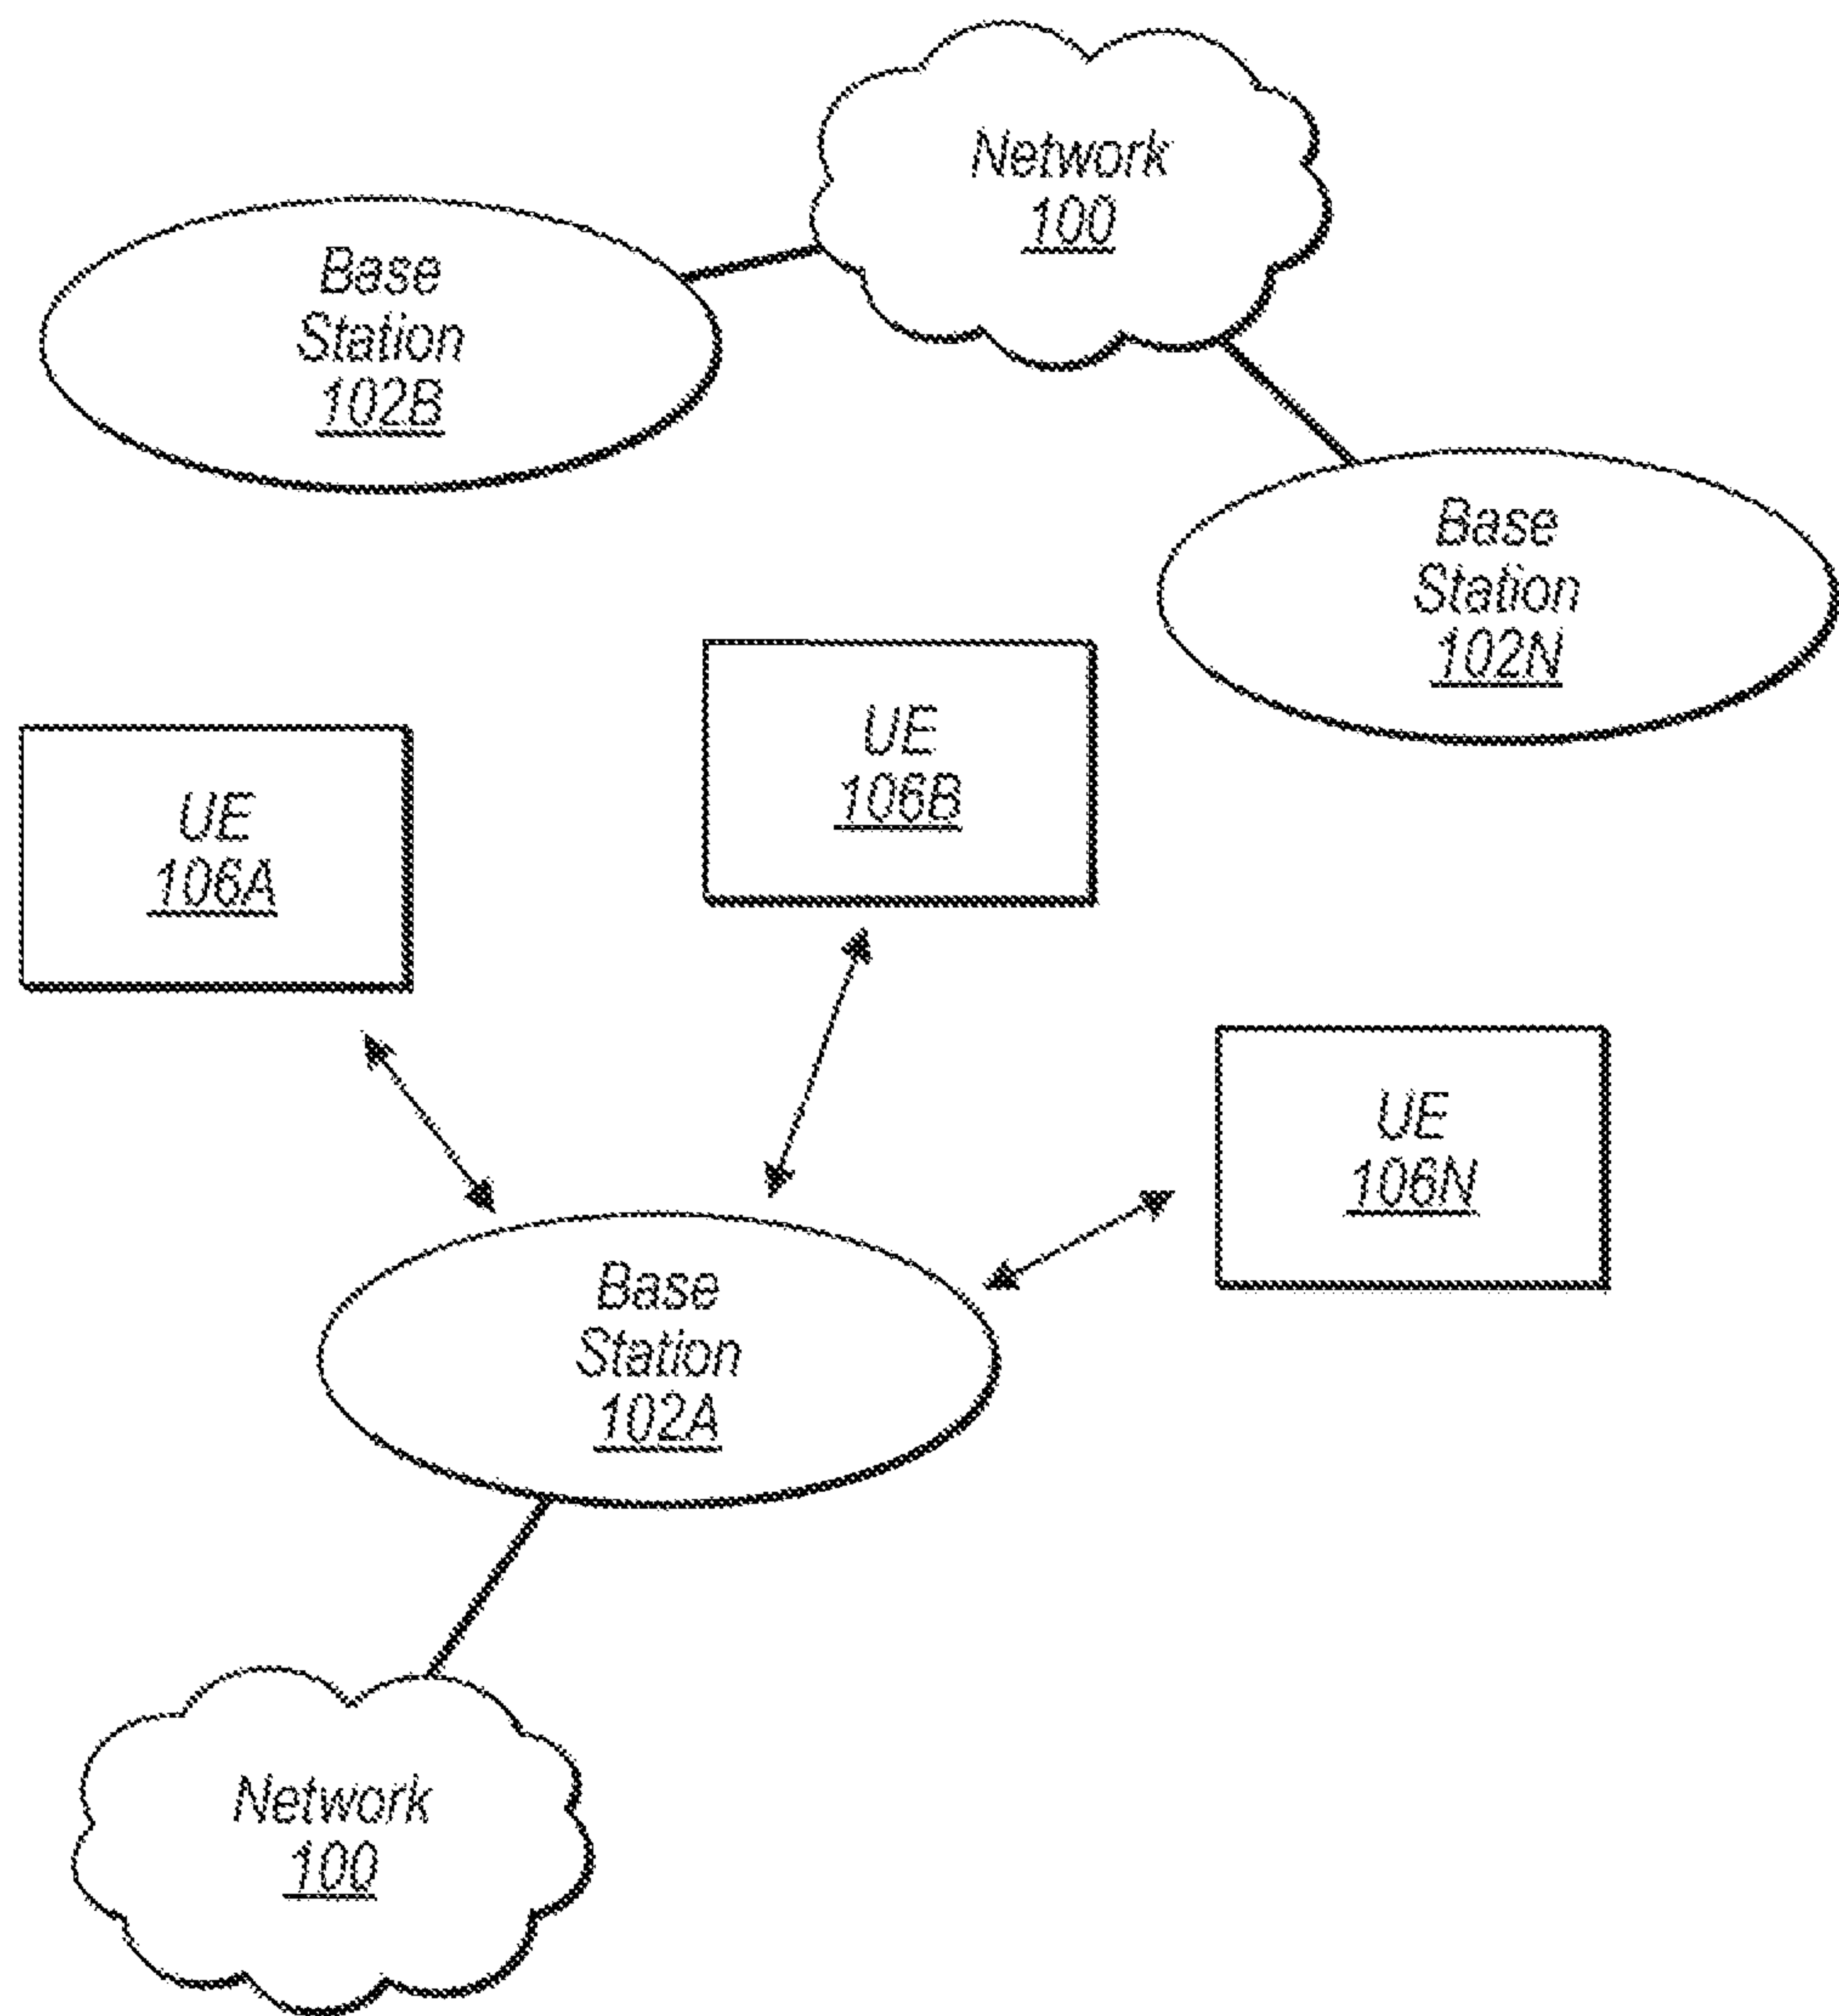 Network
100
Base
Station
102B
Base
Station
102N
UE
106B
UE
106A
UE
106N
Base
Station
102A
Network
100